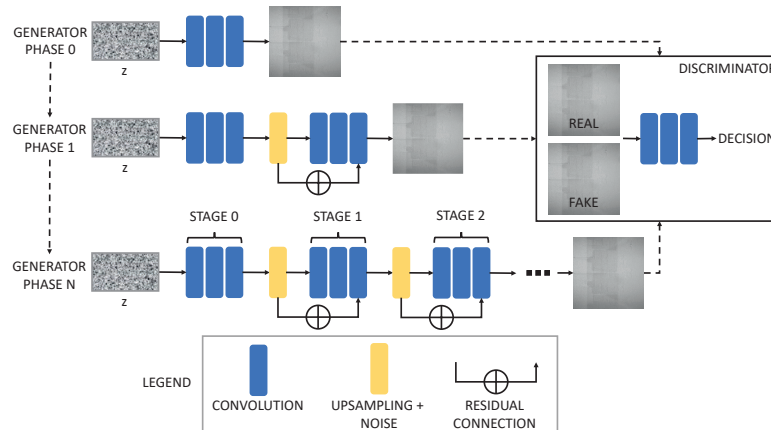 GENERATOR
PHASE 0
z
DISCRIMINATOR
REAL
GENERATOR
PHASE 1
z
DECISION
FAKE
STAGE 0
STAGE 1
STAGE 2
GENERATOR
PHASE N
z
LEGEND
CONVOLUTION
UPSAMPLING +
NOISE
RESIDUAL
CONNECTION